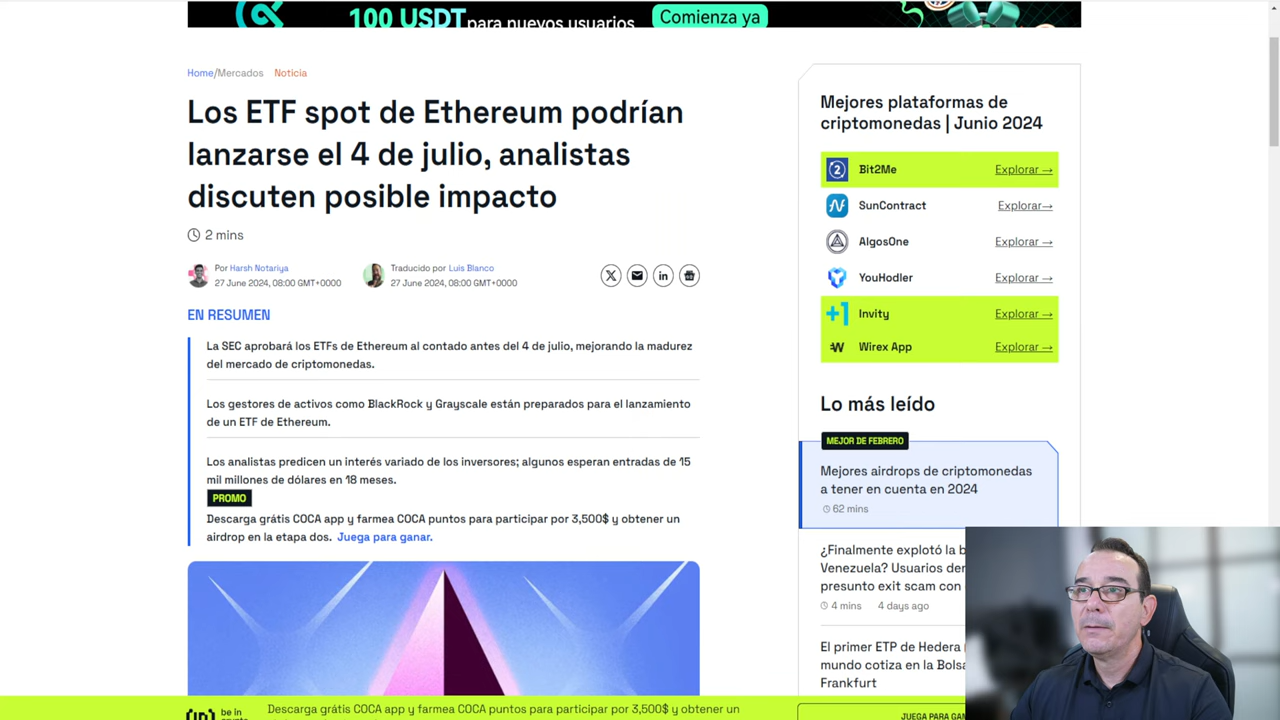 100 USDT para nuevos usuarios Comienza ya
Home/Mercados Noticia
Los ETF spot de Ethereum podrían
lanzarse el 4 de julio, analistas
discuten posible impacto
2 mins
Por Harsh Notariya
27 June 2024, 08:00 GMT+0000
Traducido por Luis Blanco
27 June 2024, 08:00 GMT+0000
EN RESUMEN
La SEC aprobará los ETFs de Ethereum al contado antes del 4 de julio, mejorando la madurez
del mercado de criptomonedas.
Los gestores de activos como BlackRock y Grayscale están preparados para el lanzamiento
de un ETF de Ethereum.
Los analistas predicen un interés variado de los inversores; algunos esperan entradas de 15
mil millones de dólares en 18 meses.
PROMO
Descarga grátis COCA app y farmea COCA puntos para participar por 3,500$ y obtener un
airdrop en la etapa dos. Juega para ganar.
Mejores plataformas de
criptomonedas | Junio 2024
Bit2Me Explorar →
SunContract Explorar→
AlgosOne Explorar →
YouHodler Explorar →
Invity Explorar →
Wirex App Explorar →
Lo más leído
MEJOR DE FEBRERO
Mejores airdrops de criptomonedas
a tener en cuenta en 2024
62 mins
¿Finalmente explotó la b
Venezuela? Usuarios den
presunto exit scam con
4 mins 4 days ago
El primer ETP de Hedera
mundo cotiza en la Bolsa
Frankfurt
be in
Descarga grátis COCA app y farmea COCA puntos para participar por 3,500$ y obtener un
JUEGA PARA GAN